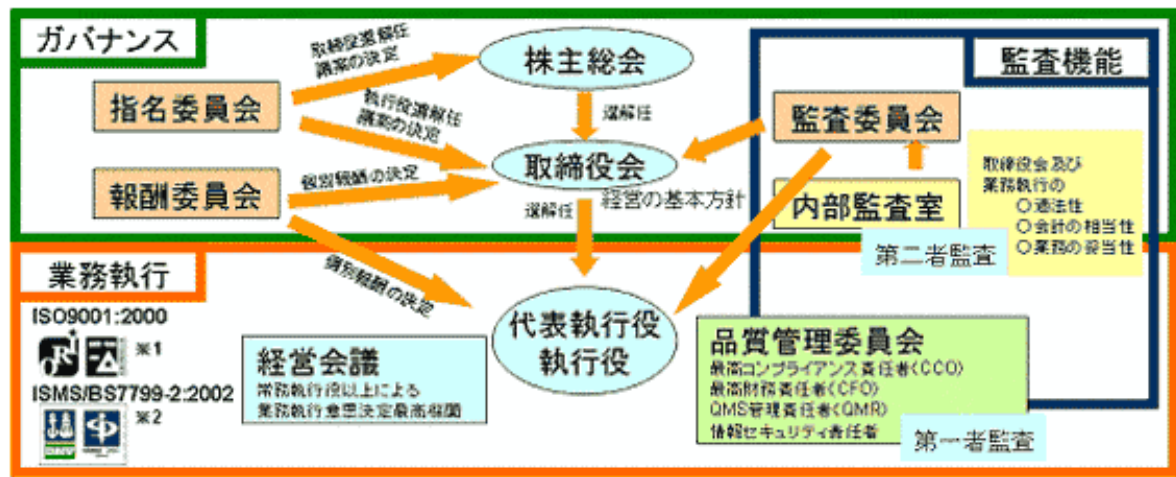 ガバナンス
取締役選解任
議案の決定
株主総会
監査機能
指名委員会
執行役選解任
議案の決定
選解任
監査委員会
取締役会
報酬委員会
個別報酬の決定
選解任
経営の基本方針
内部監査室
取締役会及び
業務執行の
○適法性
○会計の相当性
○業務の妥当性
第二者監査
業務執行
個別報酬の決定
ISO9001:2000
※1
ISMS/BS7799-2:2002
※2
経営会議
常務執行役以上による
業務執行意思決定最高機関
代表執行役
執行役
品質管理委員会
最高コンプライアンス責任者(CCO)
最高財務責任者(CFO)
QMS管理責任者(QMR)
情報セキュリティ責任者
第一者監査